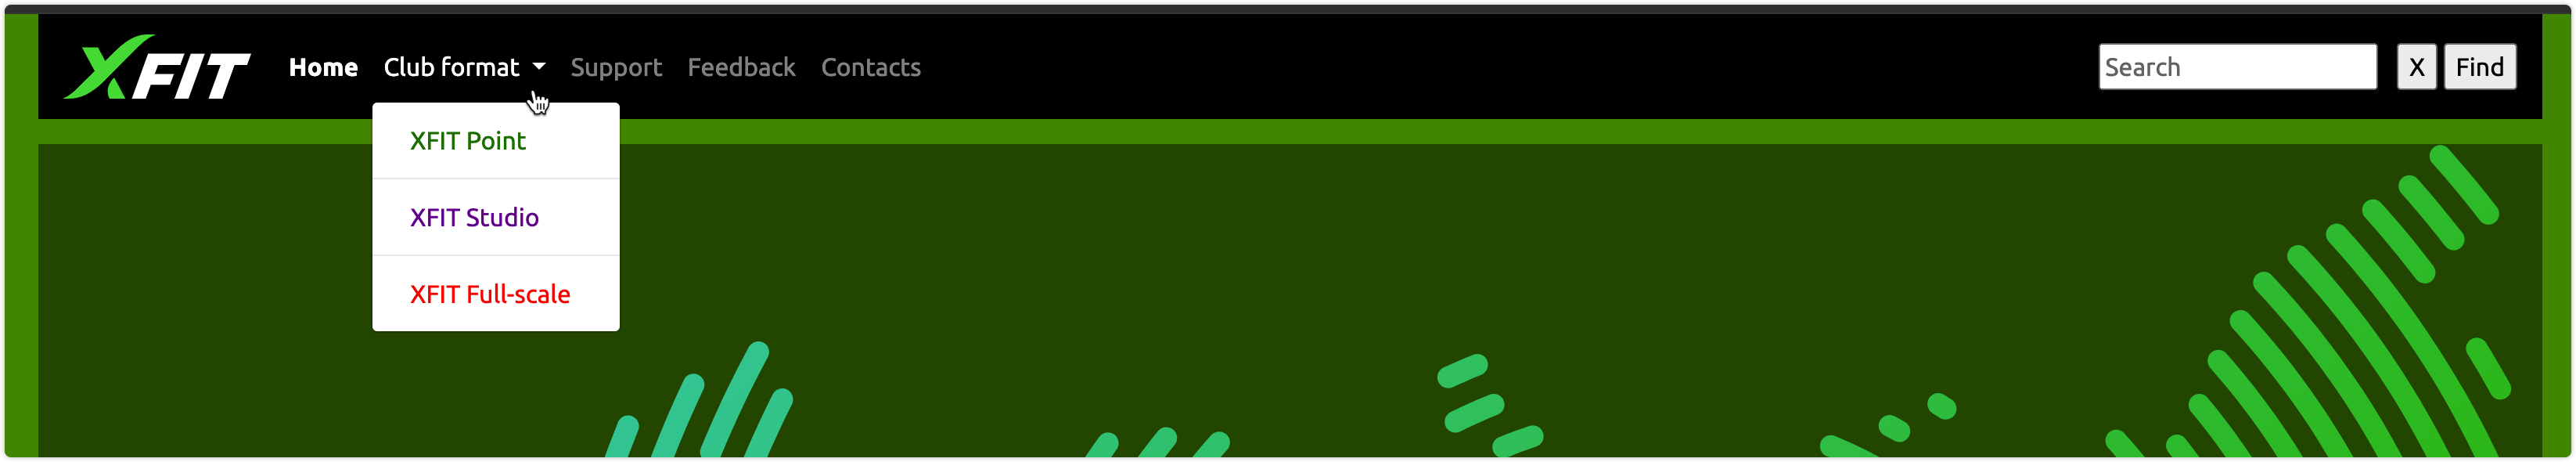 XFIT Home Club format Support Feedback Contacts Search X Find
XFIT Point
XFIT Studio
XFIT Full-scale